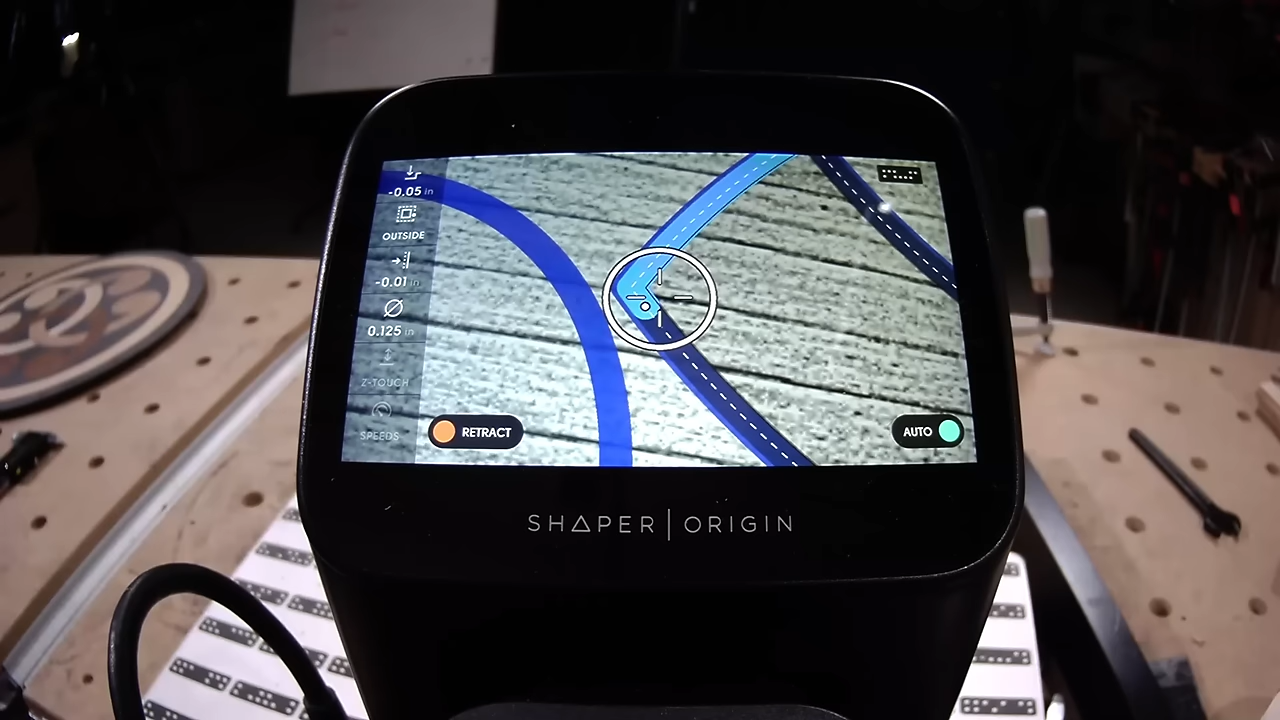 -0.05 in
OUTSIDE
-0.01 in
0.125 in
Z-TOUCH
SPEEDS
RETRACT
AUTO
SHAPER | ORIGIN